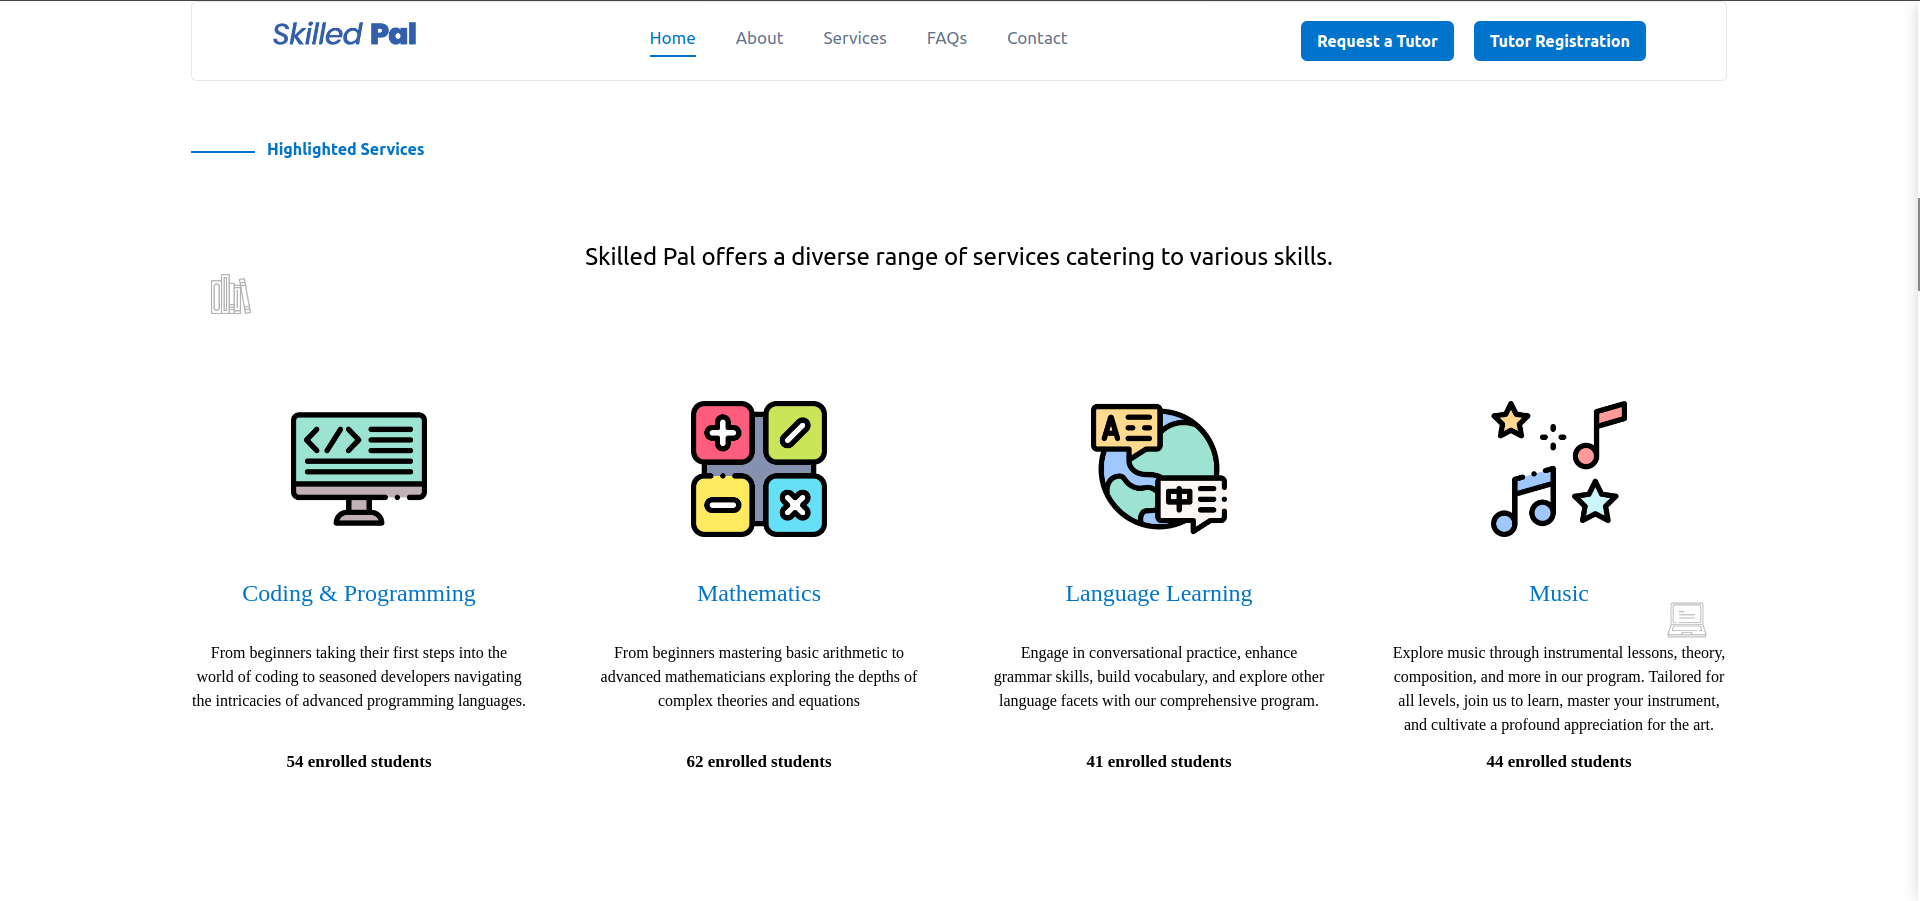 Skilled Pal
Home About Services FAQs Contact
Request a Tutor Tutor Registration
Highlighted Services
Skilled Pal offers a diverse range of services catering to various skills.
A
中
Coding & Programming
From beginners taking their first steps into the
world of coding to seasoned developers navigating
the intricacies of advanced programming languages.
54 enrolled students
Mathematics
From beginners mastering basic arithmetic to
advanced mathematicians exploring the depths of
complex theories and equations
62 enrolled students
Language Learning
Engage in conversational practice, enhance
grammar skills, build vocabulary, and explore other
language facets with our comprehensive program.
41 enrolled students
Music
Explore music through instrumental lessons, theory,
composition, and more in our program. Tailored for
all levels, join us to learn, master your instrument,
and cultivate a profound appreciation for the art.
44 enrolled students